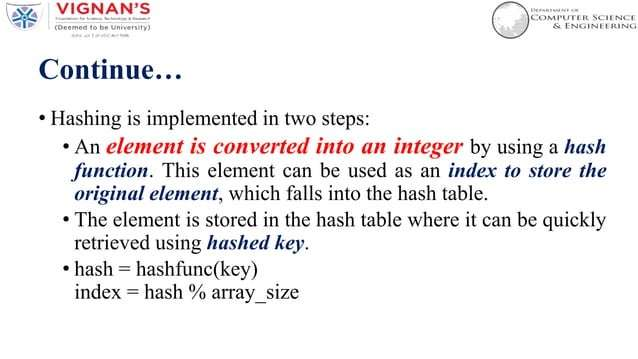 VIGNAN'S
Foundation for Science, Technology & Research
(Deemed to be University)
DEPARTMENT OF
COMPUTER SCIENCE
& ENGINEERING
Continue…
• Hashing is implemented in two steps:
• An element is converted into an integer by using a hash
function. This element can be used as an index to store the
original element, which falls into the hash table.
• The element is stored in the hash table where it can be quickly
retrieved using hashed key.
• hash = hashfunc(key)
index = hash % array_size